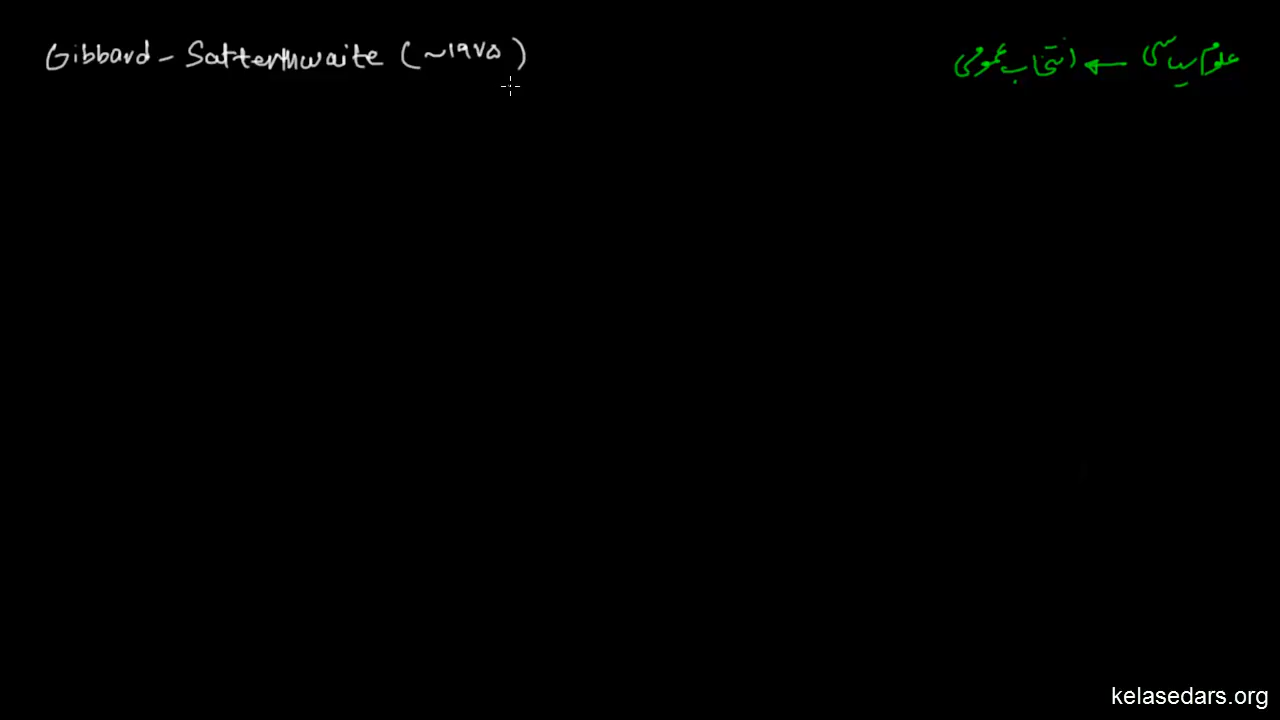 Gibbard - Satterthwaite (~۱۹۷۵)
علوم سیاسی ← انتخاب عمومی
kelasedars.org